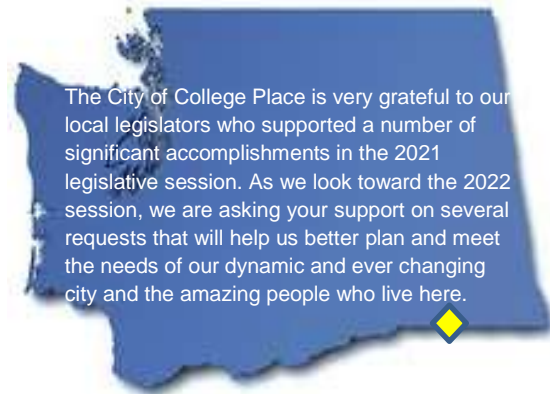 The City of College Place is very grateful to our
local legislators who supported a number of
significant accomplishments in the 2021
legislative session. As we look toward the 2022
session, we are asking your support on several
requests that will help us better plan and meet
the needs of our dynamic and ever changing
city and the amazing people who live here.